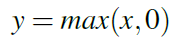 y = max(x,0)